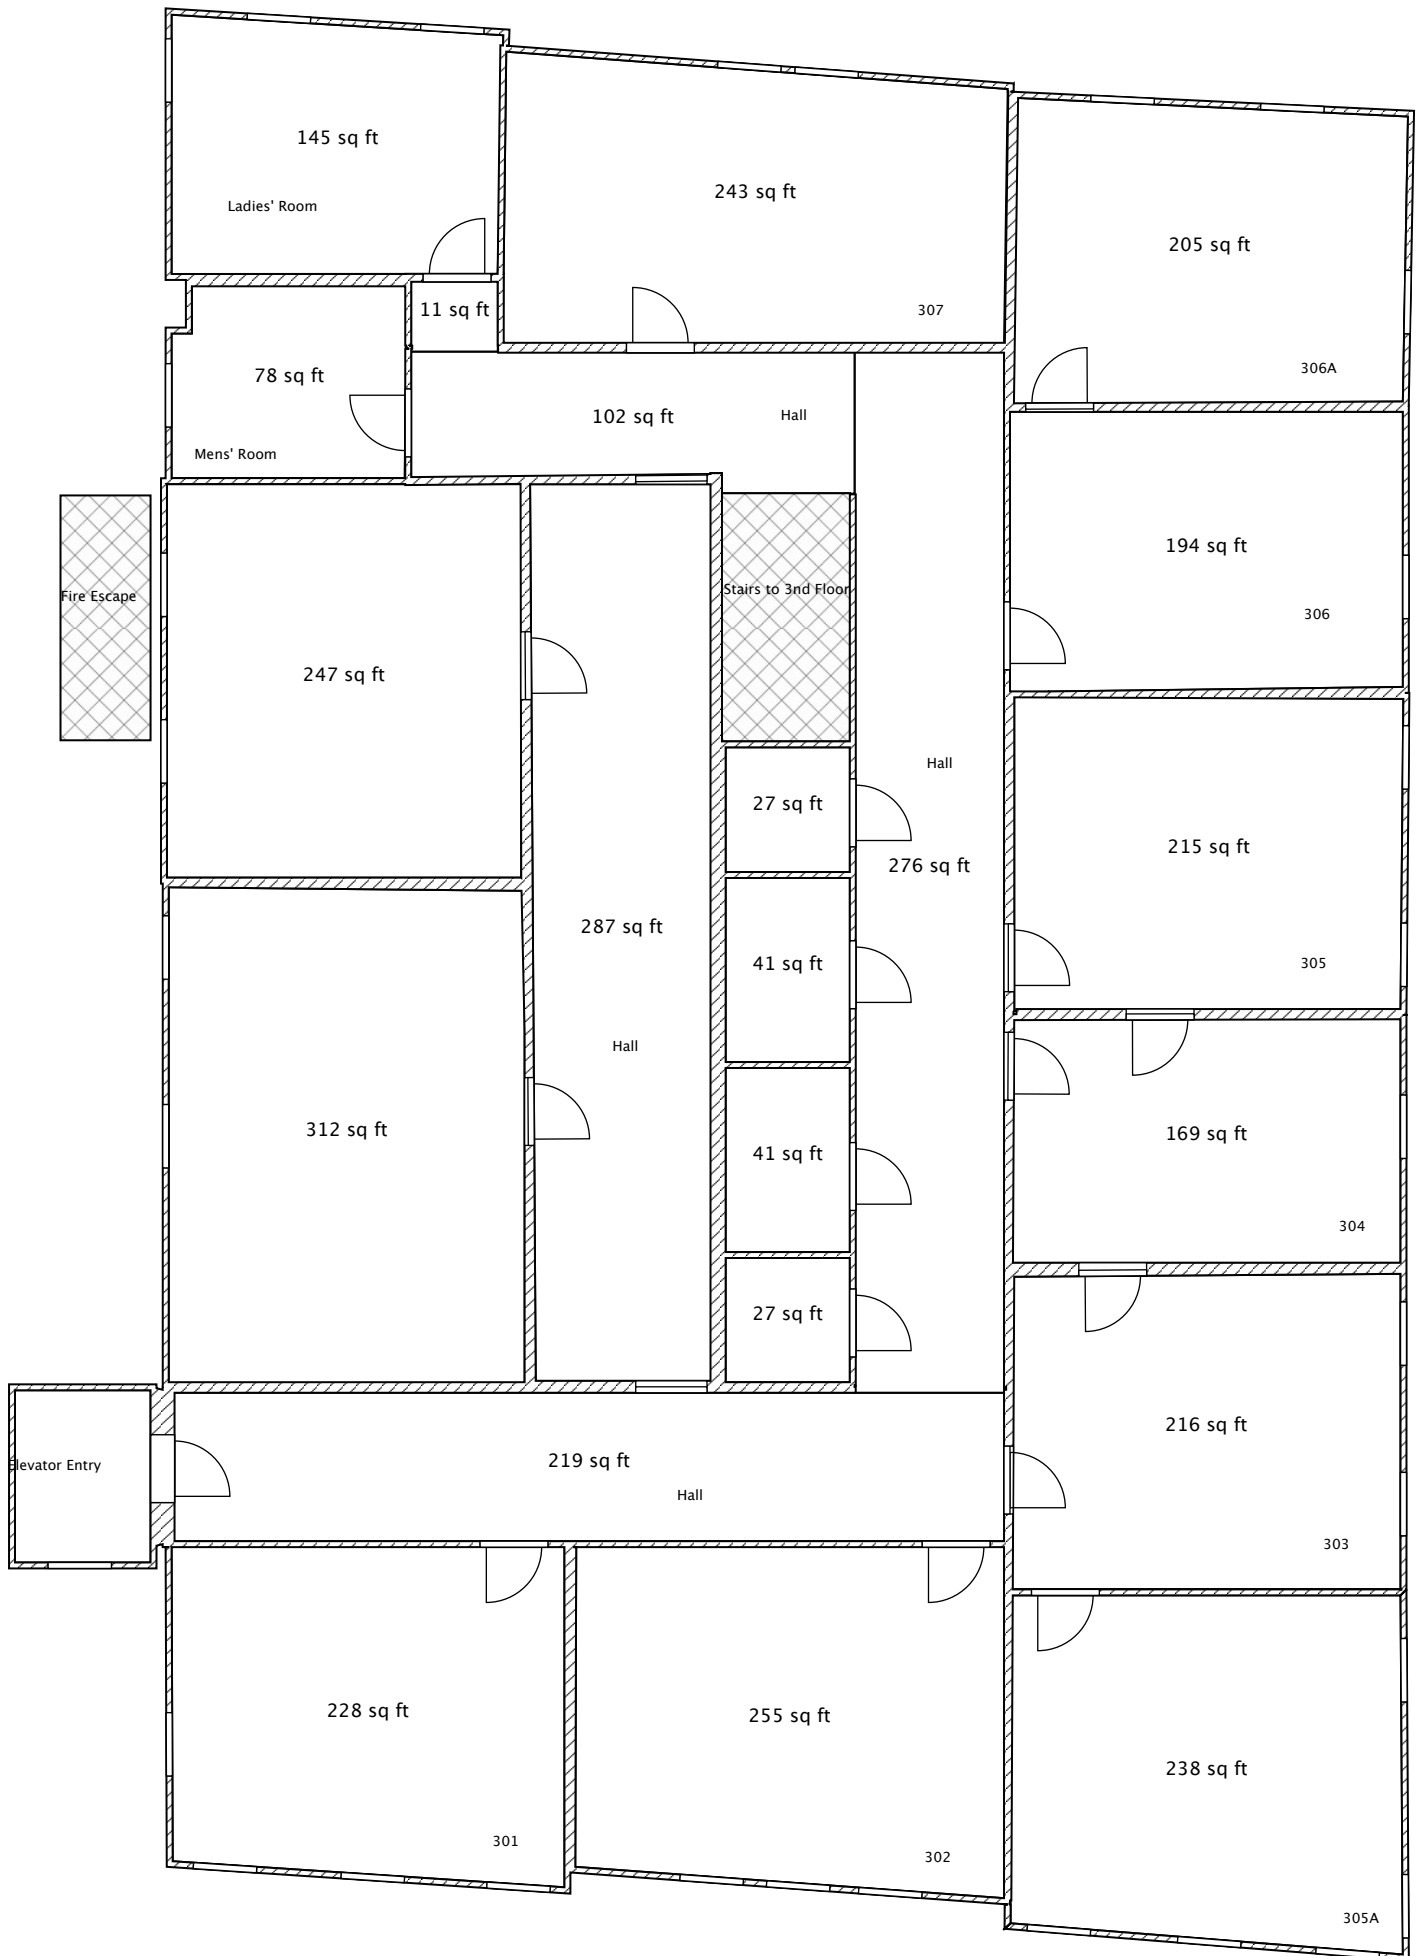 145 sq ft
Ladies' Room
243 sq ft
307
205 sq ft
306A
11 sq ft
78 sq ft
Mens' Room
102 sq ft
Hall
194 sq ft
306
Fire Escape
247 sq ft
Stairs to 3nd Floor
Hall
276 sq ft
27 sq ft
215 sq ft
305
287 sq ft
Hall
41 sq ft
312 sq ft
41 sq ft
169 sq ft
304
27 sq ft
216 sq ft
303
Elevator Entry
219 sq ft
Hall
228 sq ft
301
255 sq ft
302
238 sq ft
305A